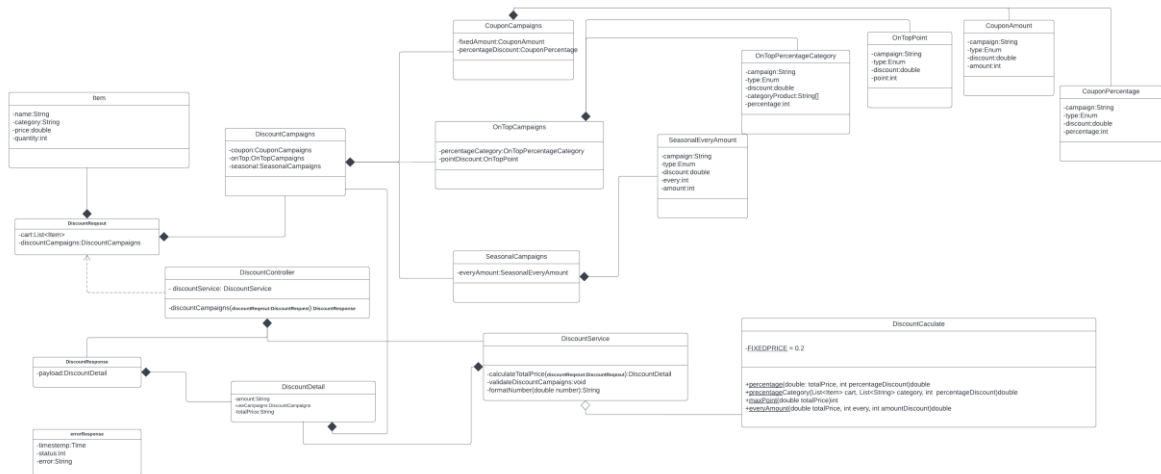 CouponCampaigns
-fixedAmount:CouponAmount
-percentageDiscount:CouponPercentage
OnTopPoint
-campaign:String
-type:Enum
-discount:double
-point:int
CouponAmount
-campaign:String
-type:Enum
-discount:double
-amount:int
OnTopPercentageCategory
-campaign:String
-type:Enum
-discount:double
-categoryProduct:String[]
-percentage:int
CouponPercentage
-campaign:String
-type:Enum
-discount:double
-percentage:int
Item
-name:Strng
-category:String
-price:double
-quantity:int
DiscountCampaigns
-coupon:CouponCampaigns
-onTop:OnTopCampaigns
-seasonal:SeasonalCampaigns
OnTopCampaigns
-percentageCategory:OnTopPercentageCategory
-pointDiscount:OnTopPoint
SeasonalEveryAmount
-campaign:String
-type:Enum
-discount:double
-every:int
-amount:int
DiscountReqeust
-cart:List<Item>
-discountCampaigns:DiscountCampaigns
SeasonalCampaigns
-everyAmount:SeasonalEveryAmount
DiscountController
- discountService: DiscountService
-discountCampaigns(discountReqeust:DiscountRequest):DiscountResponse
DiscountResponse
-payload:DiscountDetail
DiscountDetail
-amount:String
-useCampaigns:DiscountCampaigns
-totalPrice:String
DiscountService
-calculateTotalPrice(discountReqeust:DiscountReqeust):DiscountDetail
-validateDiscountCampaigns:void
-formatNumber(double number):String
DiscountCaculate
-FIXEDPRICE = 0.2
+percentage(double: totalPrice, int percentageDiscount)double
+precentageCategory(List<Item> cart, List<String> category, int percentageDiscount)double
+maxPoint(double totalPrice)int
+everyAmount(double totalPrice, int every, int amountDiscount)double
errorResponse
-timestemp:Time
-status:int
-error:String